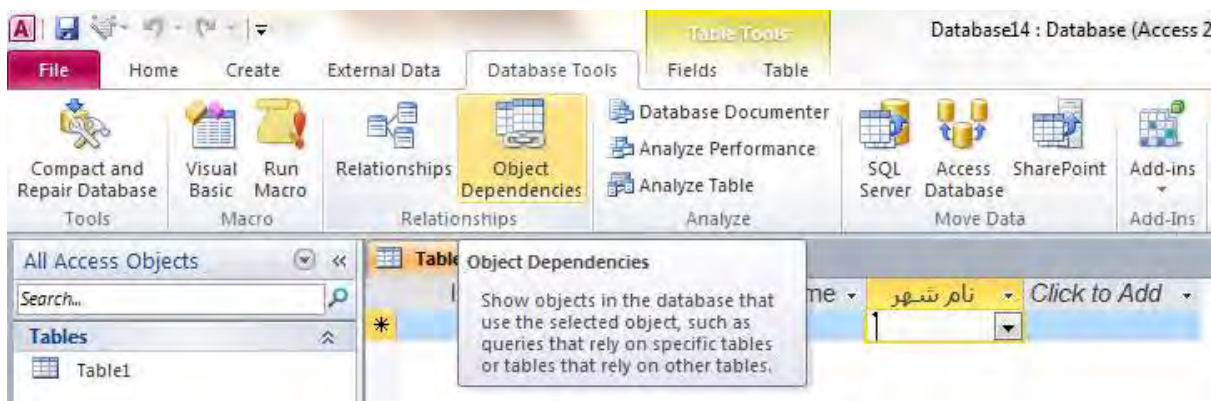 Table Tools
Database14 : Database (Access 2
File Home Create External Data Database Tools Fields Table
Compact and Repair Database
Visual Basic
Run Macro
Relationships
Object Dependencies
Database Documenter
Analyze Performance
Analyze Table
SQL Server
Access Database
SharePoint
Add-ins
Tools Macro Relationships Analyze Move Data Add-Ins
All Access Objects
Search...
Tables
Table1
Object Dependencies
Show objects in the database that
use the selected object, such as
queries that rely on specific tables
or tables that rely on other tables.
نام شهر
Click to Add